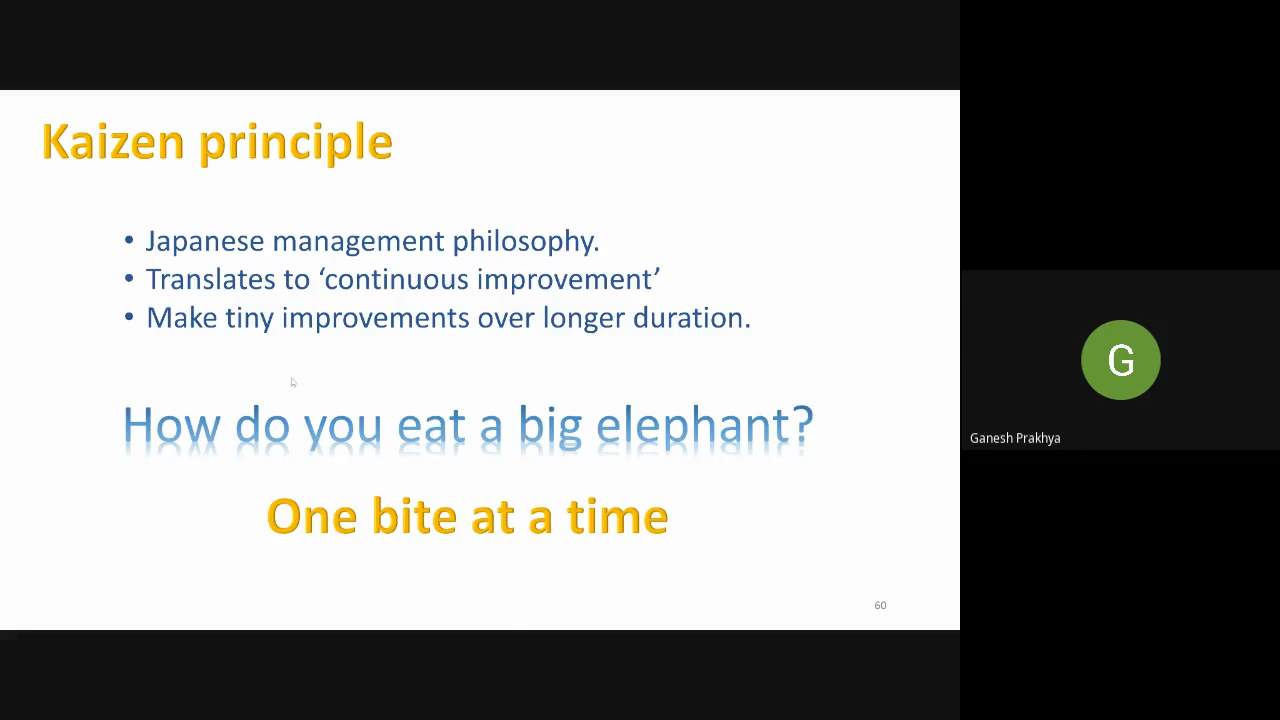 Kaizen principle
• Japanese management philosophy.
• Translates to ‘continuous improvement’
• Make tiny improvements over longer duration.
How do you eat a big elephant?
One bite at a time
60
G
Ganesh Prakhya